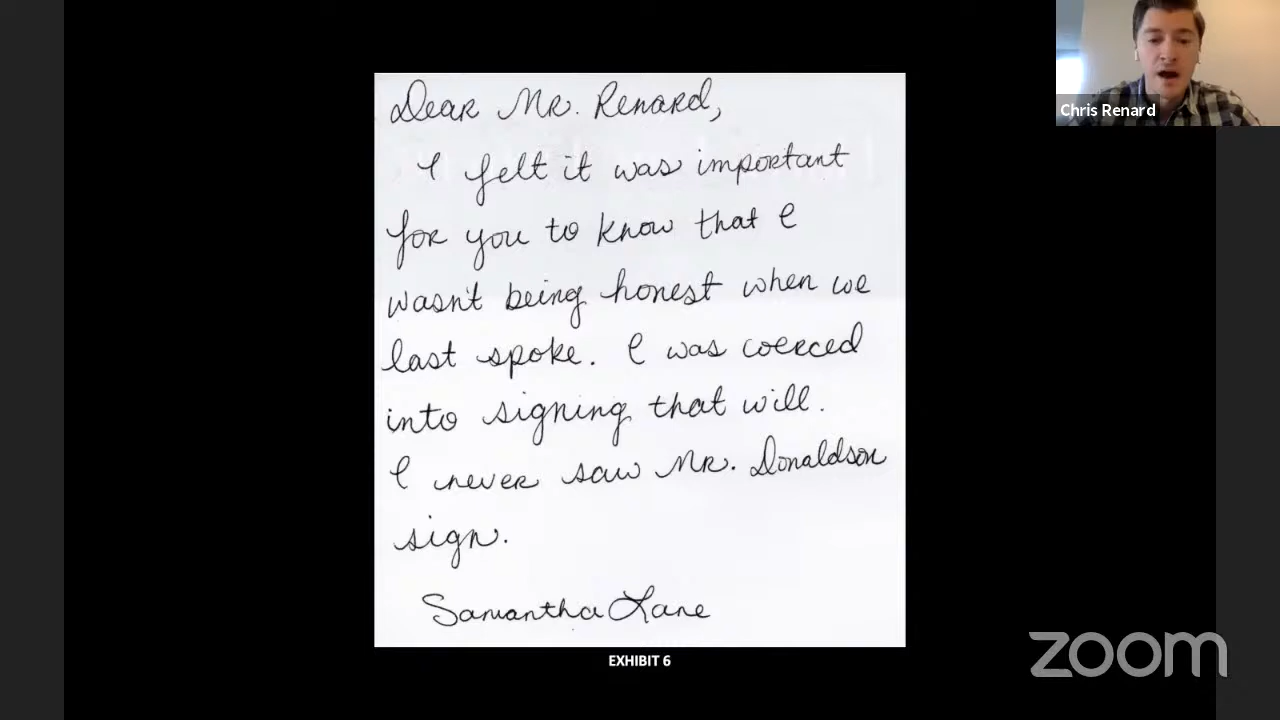 Dear Mr. Renard,
I felt it was important
for you to know that I
wasn't being honest when we
last spoke. I was coerced
into signing that will.
I never saw Mr. Donaldson
sign.
Samantha Lane
EXHIBIT 6
Chris Renard
zoom